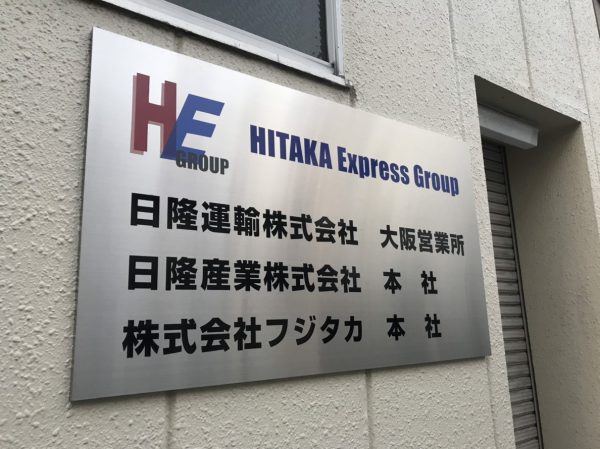 HE GROUP
HITAKA Express Group
日隆運輸株式会社 大阪営業所
日隆産業株式会社 本社
株式会社フジタカ 本社